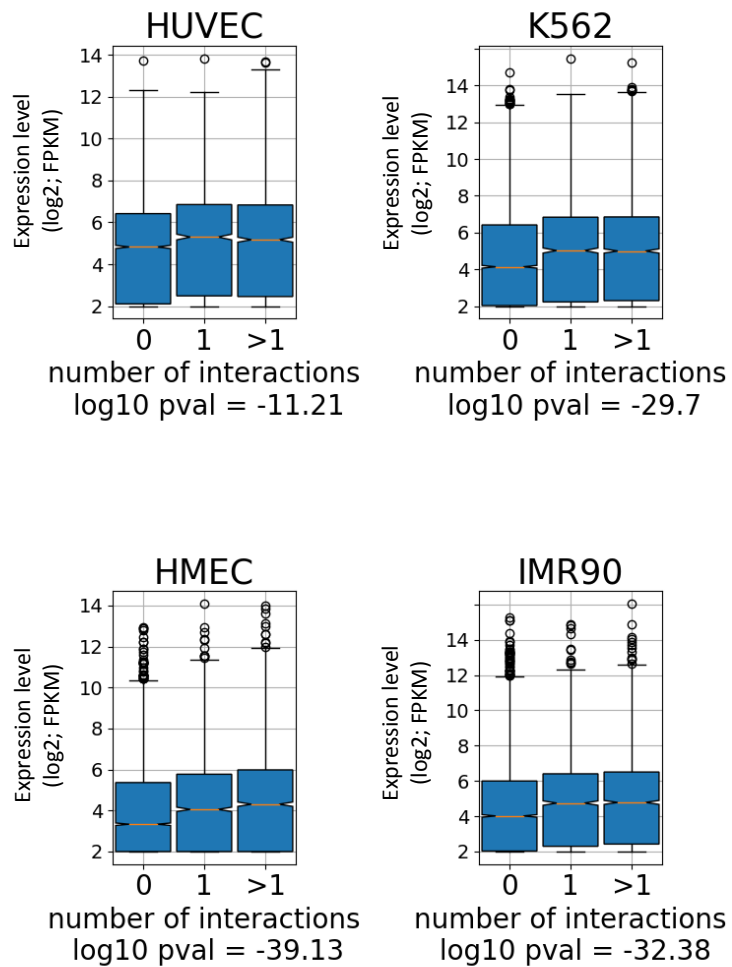 HUVEC
K562
Expression level
(log2; FPKM)
14
12
10
8
6
4
2
0 1 >1
number of interactions
log10 pval = -11.21
Expression level
(log2; FPKM)
14
12
10
8
6
4
2
0 1 >1
number of interactions
log10 pval = -29.7
HMEC
IMR90
Expression level
(log2; FPKM)
14
12
10
8
6
4
2
0 1 >1
number of interactions
log10 pval = -39.13
Expression level
(log2; FPKM)
14
12
10
8
6
4
2
0 1 >1
number of interactions
log10 pval = -32.38